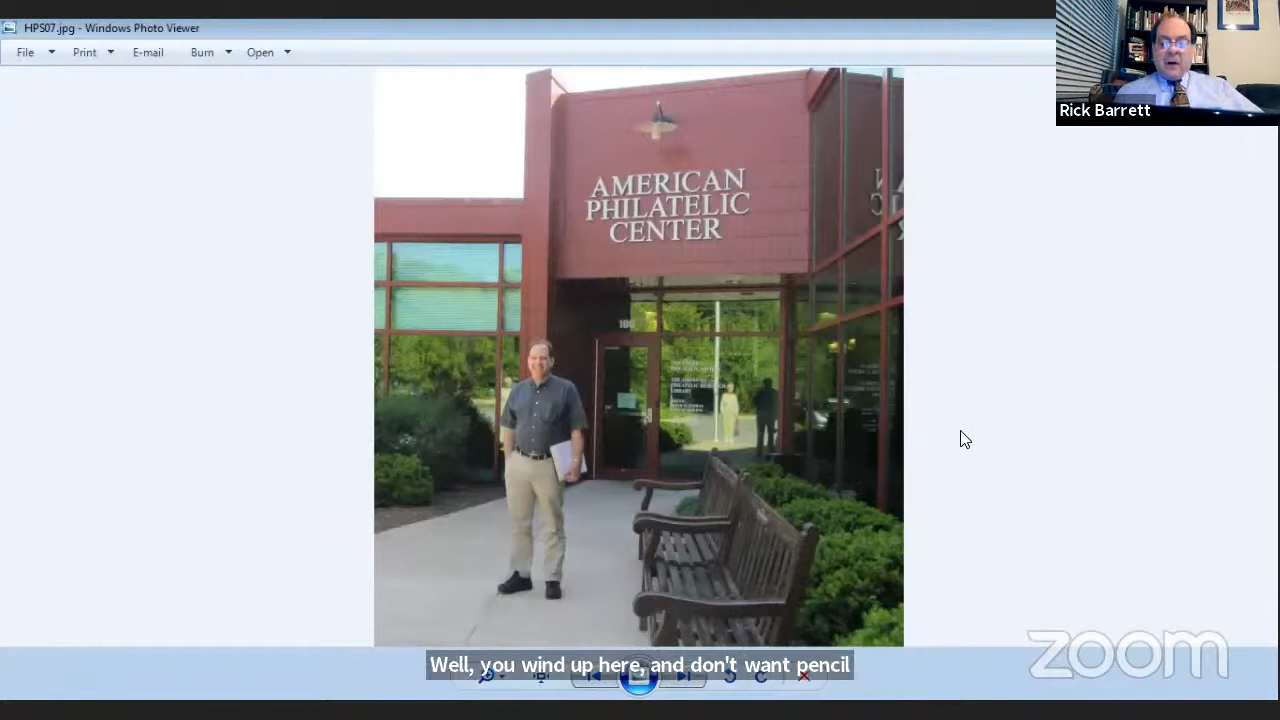 HPS07.jpg - Windows Photo Viewer
File Print E-mail Burn Open
Rick Barrett
AMERICAN
PHILATELIC
CENTER
100
Well, you wind up here, and don't want pencil
zoom